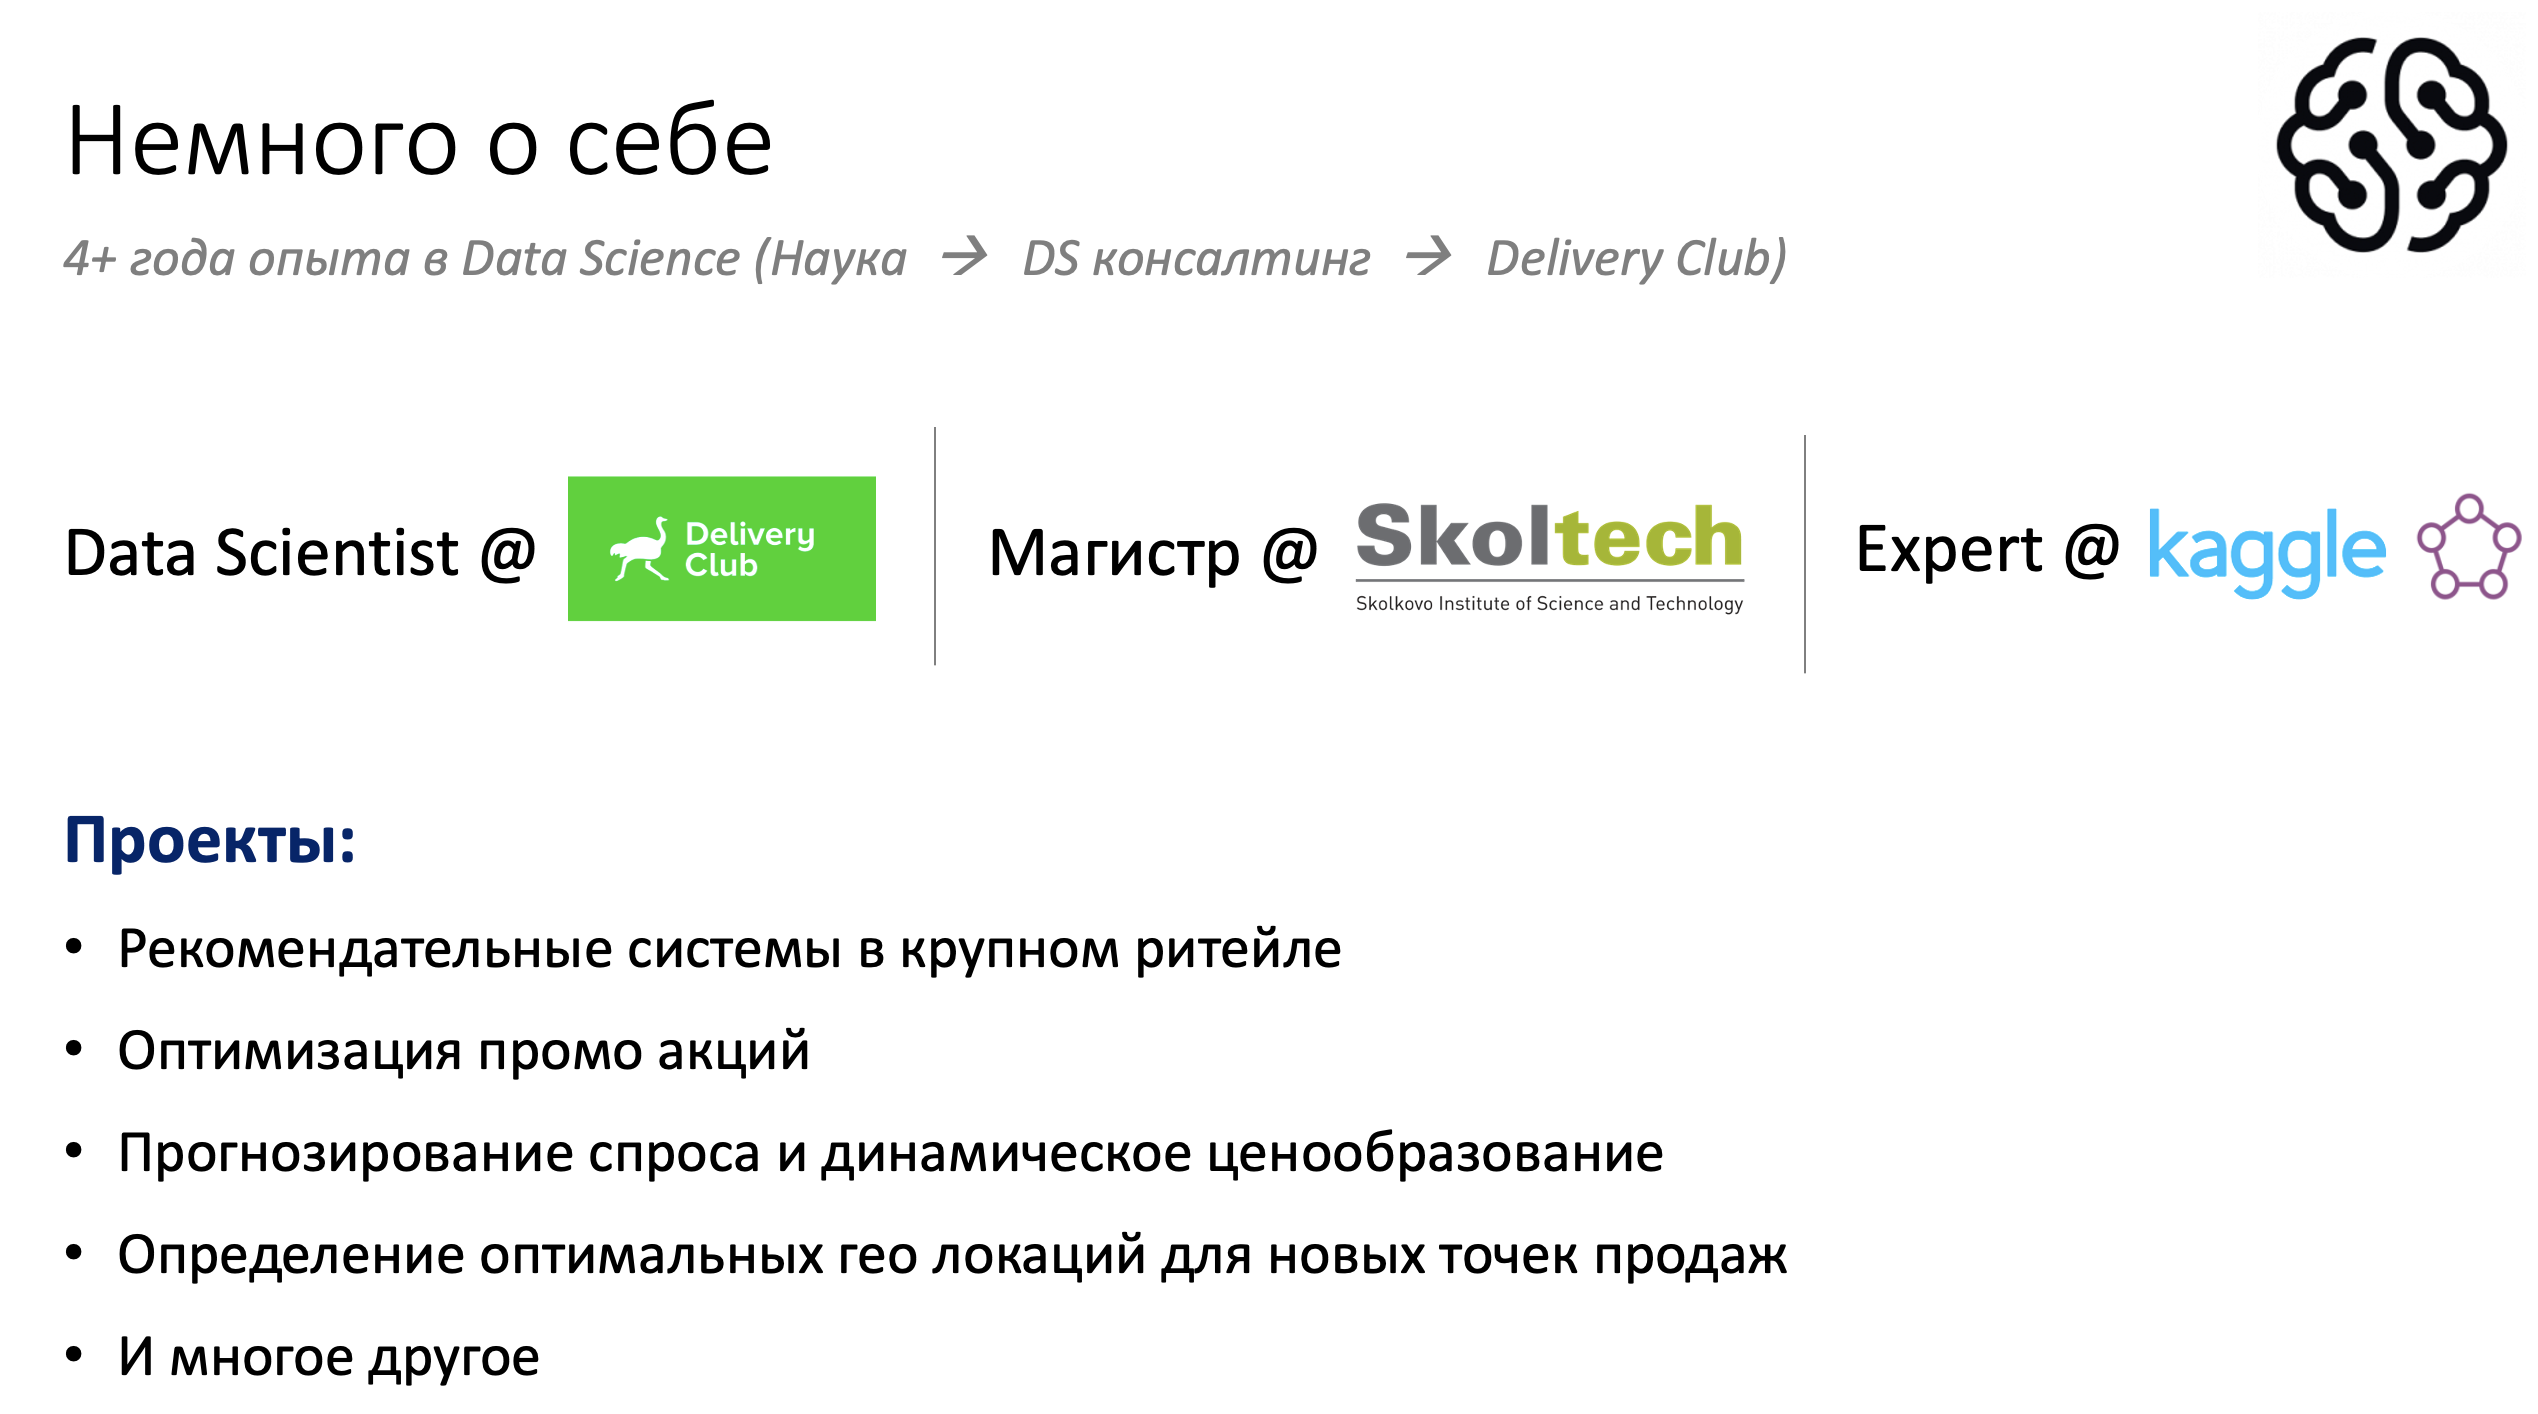 Немного о себе
4+ года опыта в Data Science (Наука → DS консалтинг → Delivery Club)
Data Scientist @ Delivery Club
Магистр @ Skoltech
Skolkovo Institute of Science and Technology
Expert @ kaggle
Проекты:
• Рекомендательные системы в крупном ритейле
• Оптимизация промо акций
• Прогнозирование спроса и динамическое ценообразование
• Определение оптимальных гео локаций для новых точек продаж
• И многое другое